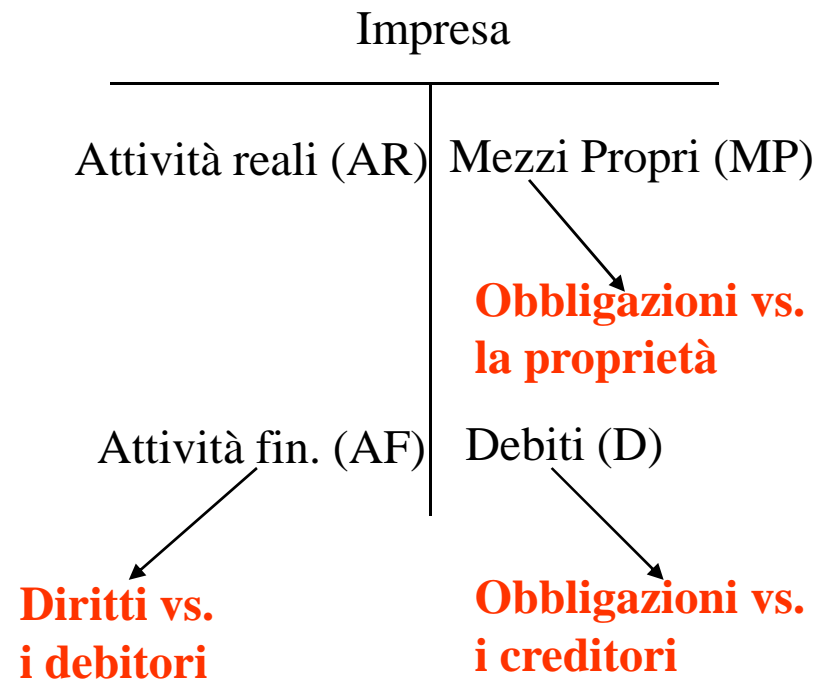 Impresa
Attività reali (AR) Mezzi Propri (MP)
Obbligazioni vs.
la proprietà
Attività fin. (AF) Debiti (D)
Diritti vs.
i debitori
Obbligazioni vs.
i creditori